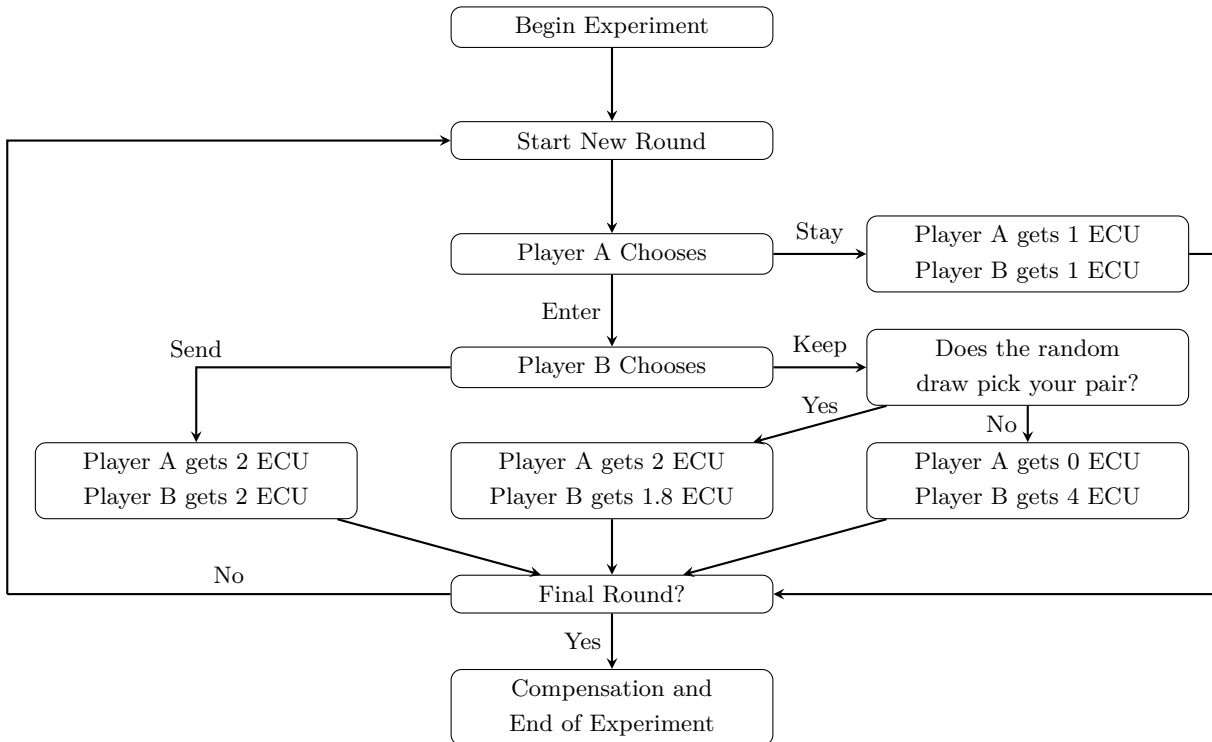 Begin Experiment
Start New Round
Player A Chooses
Stay
Player A gets 1 ECU
Player B gets 1 ECU
Enter
Send
Player B Chooses
Keep
Does the random
draw pick your pair?
Yes
No
Player A gets 2 ECU
Player B gets 2 ECU
Player A gets 2 ECU
Player B gets 1.8 ECU
Player A gets 0 ECU
Player B gets 4 ECU
No
Final Round?
Yes
Compensation and
End of Experiment